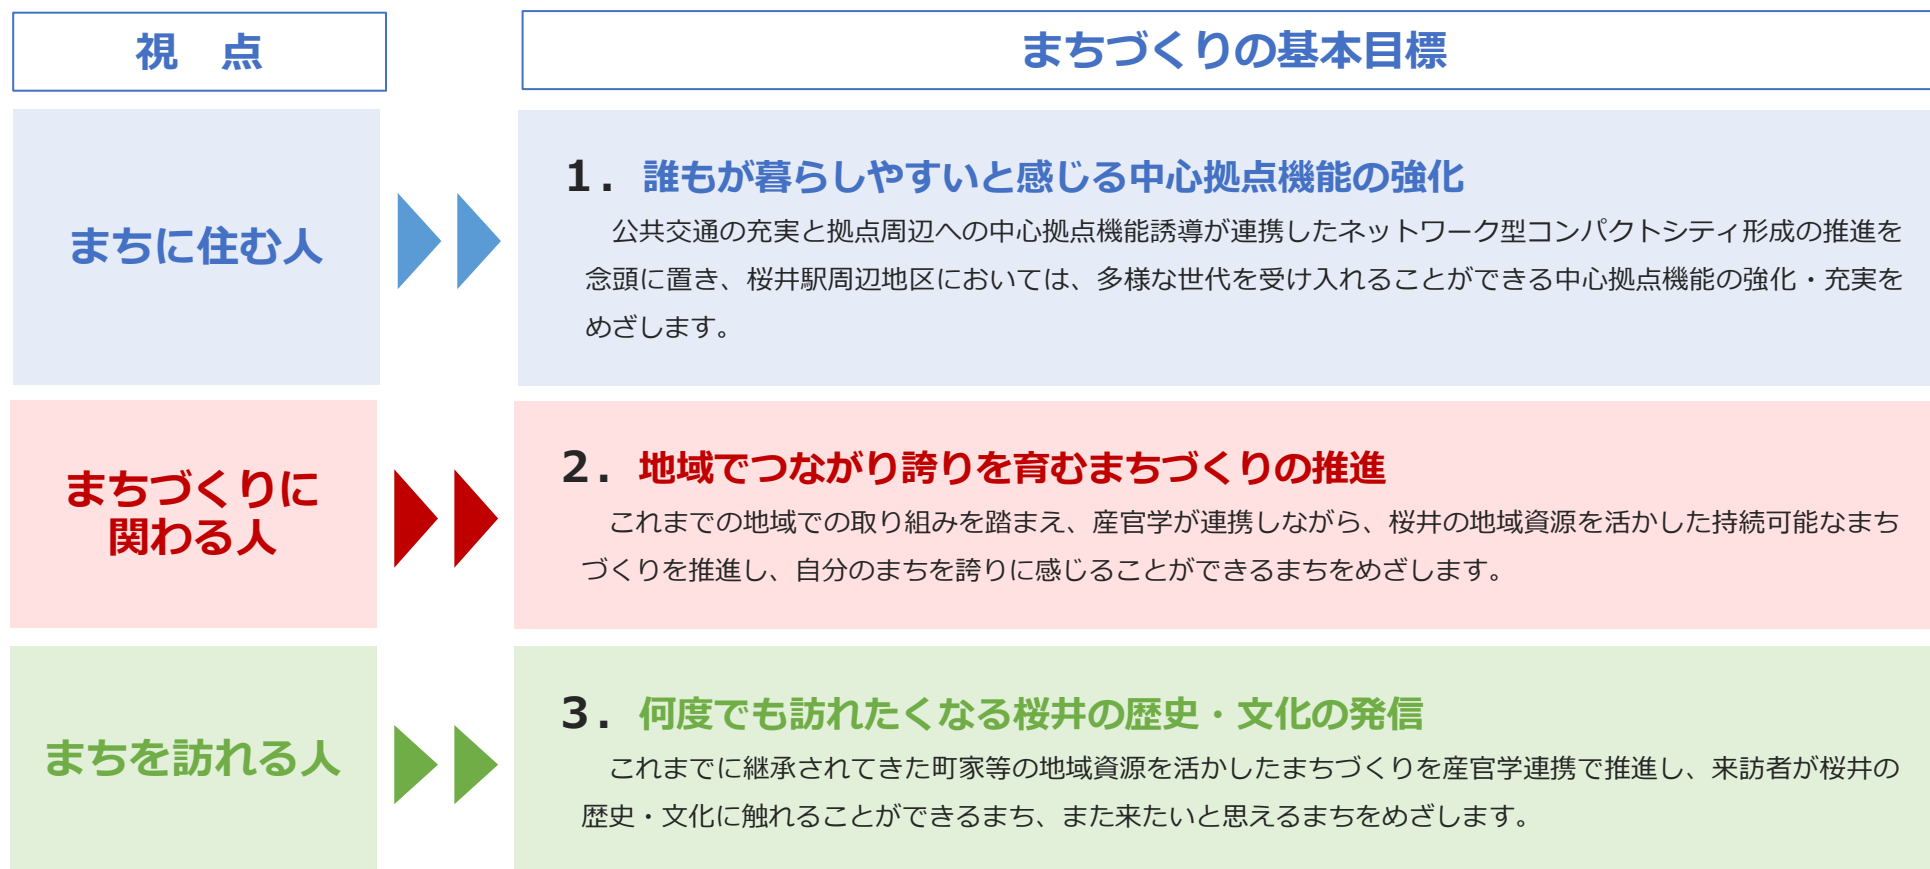 視　点
まちづくりの基本目標
まちに住む人
１．誰もが暮らしやすいと感じる中心拠点機能の強化
公共交通の充実と拠点周辺への中心拠点機能誘導が連携したネットワーク型コンパクトシティ形成の推進を
念頭に置き、桜井駅周辺地区においては、多様な世代を受け入れることができる中心拠点機能の強化・充実を
めざします。
まちづくりに
関わる人
２．地域でつながり誇りを育むまちづくりの推進
これまでの地域での取り組みを踏まえ、産官学が連携しながら、桜井の地域資源を活かした持続可能なまち
づくりを推進し、自分のまちを誇りに感じることができるまちをめざします。
まちを訪れる人
３．何度でも訪れたくなる桜井の歴史・文化の発信
これまでに継承されてきた町家等の地域資源を活かしたまちづくりを産官学連携で推進し、来訪者が桜井の
歴史・文化に触れることができるまち、また来たいと思えるまちをめざします。